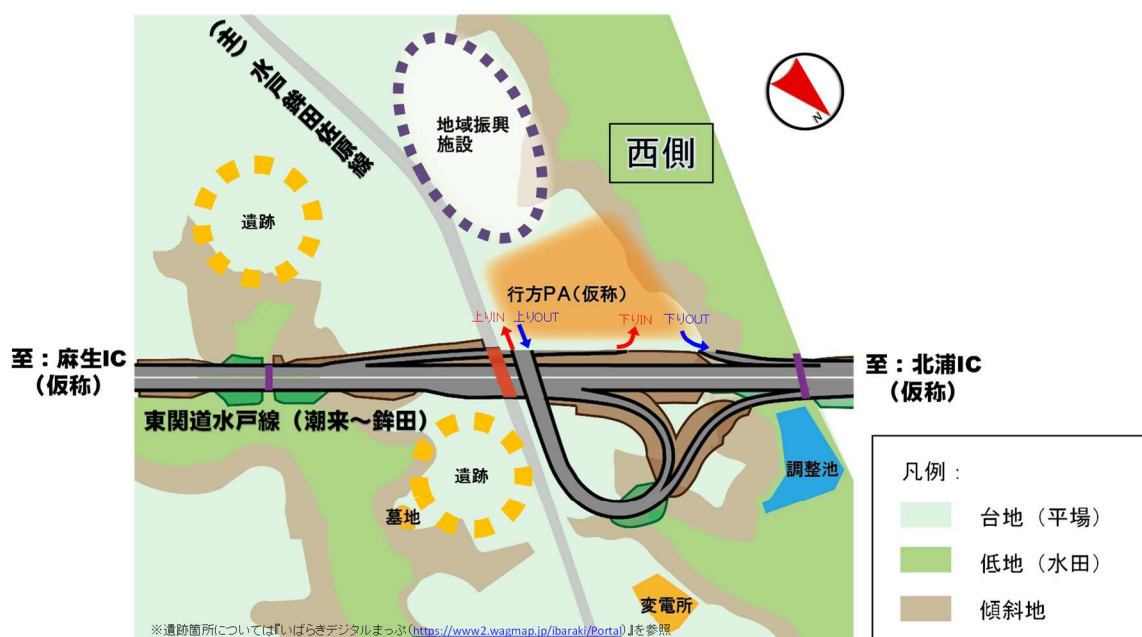 (主)水戸鉾田佐原線
地域振興
施設
西側
N
遺跡
行方PA(仮称)
上りIN
上りOUT
下りIN
下りOUT
至：麻生IC
(仮称)
至：北浦IC
(仮称)
東関道水戸線（潮来～鉾田）
遺跡
墓地
調整池
変電所
凡例：
台地（平場）
低地（水田）
傾斜地
※遺跡箇所については『いばらきデジタルまっぷ(https://www2.wagmap.jp/ibaraki/Portal)』を参照